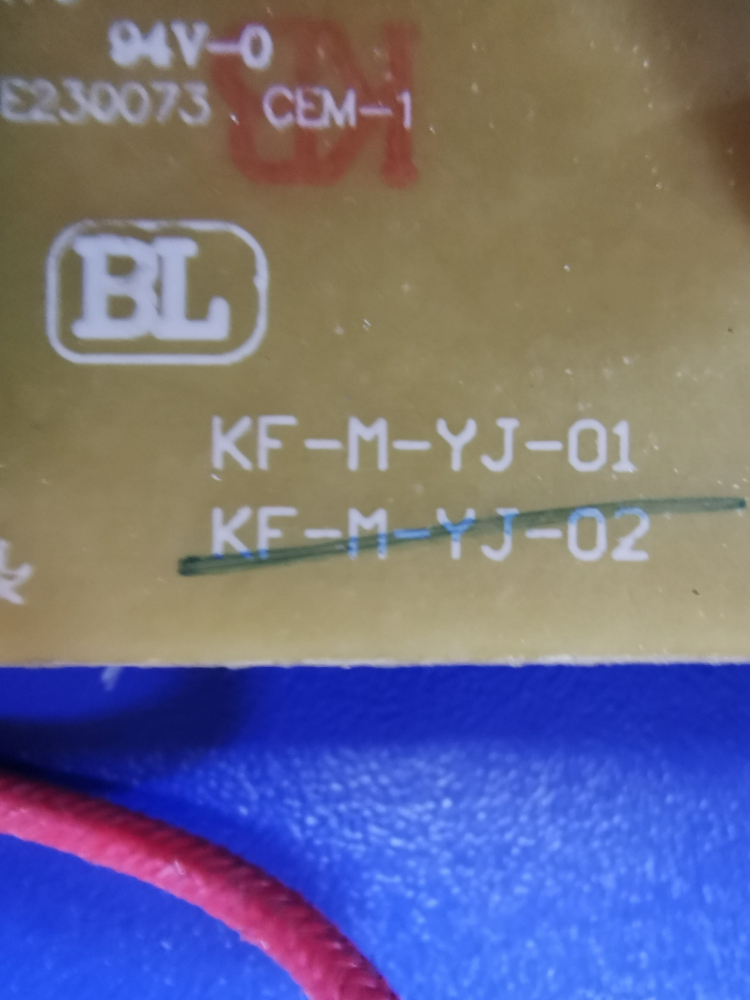 94V-0
E230073 CEM-1
BL
KF-M-YJ-01
KF-M-YJ-02